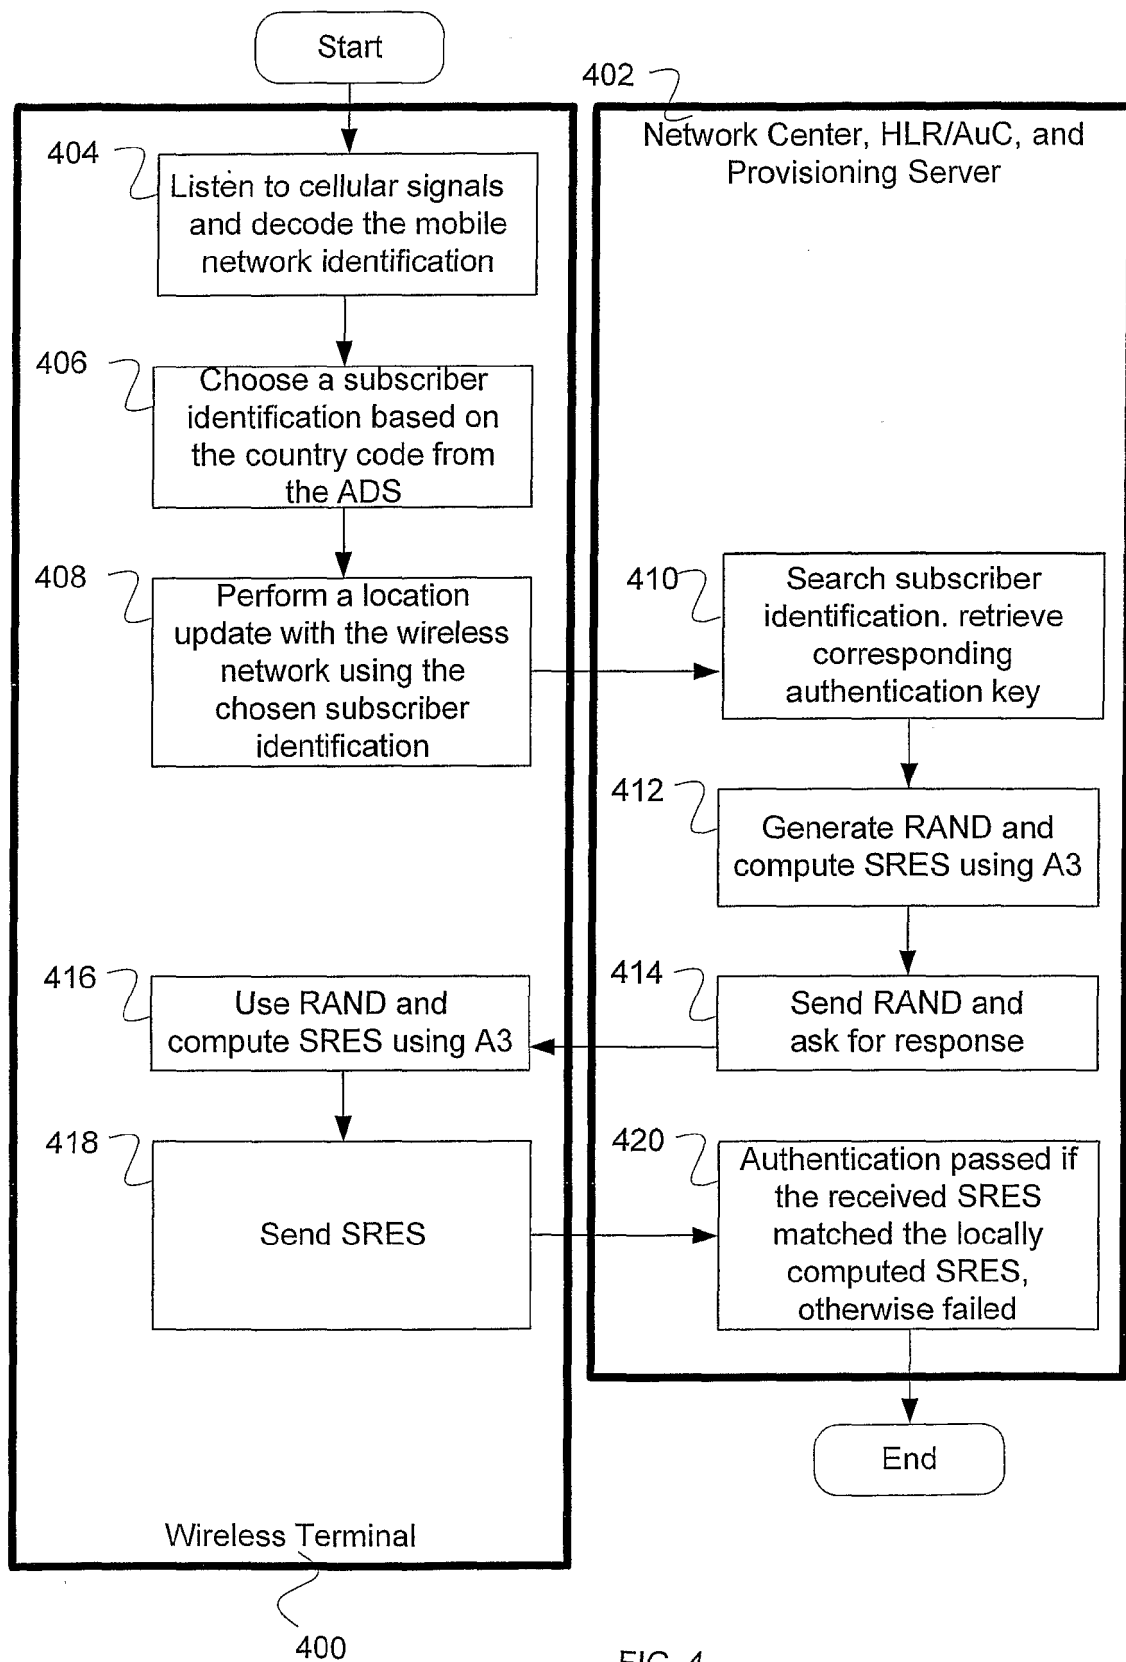 Start
402
Network Center, HLR/AuC, and
Provisioning Server
404
Listen to cellular signals
and decode the mobile
network identification
406
Choose a subscriber
identification based on
the country code from
the ADS
408
Perform a location
update with the wireless
network using the
chosen subscriber
identification
410
Search subscriber
identification. retrieve
corresponding
authentication key
412
Generate RAND and
compute SRES using A3
414
Send RAND and
ask for response
416
Use RAND and
compute SRES using A3
418
Send SRES
420
Authentication passed if
the received SRES
matched the locally
computed SRES,
otherwise failed
End
Wireless Terminal
400
FIG. 4